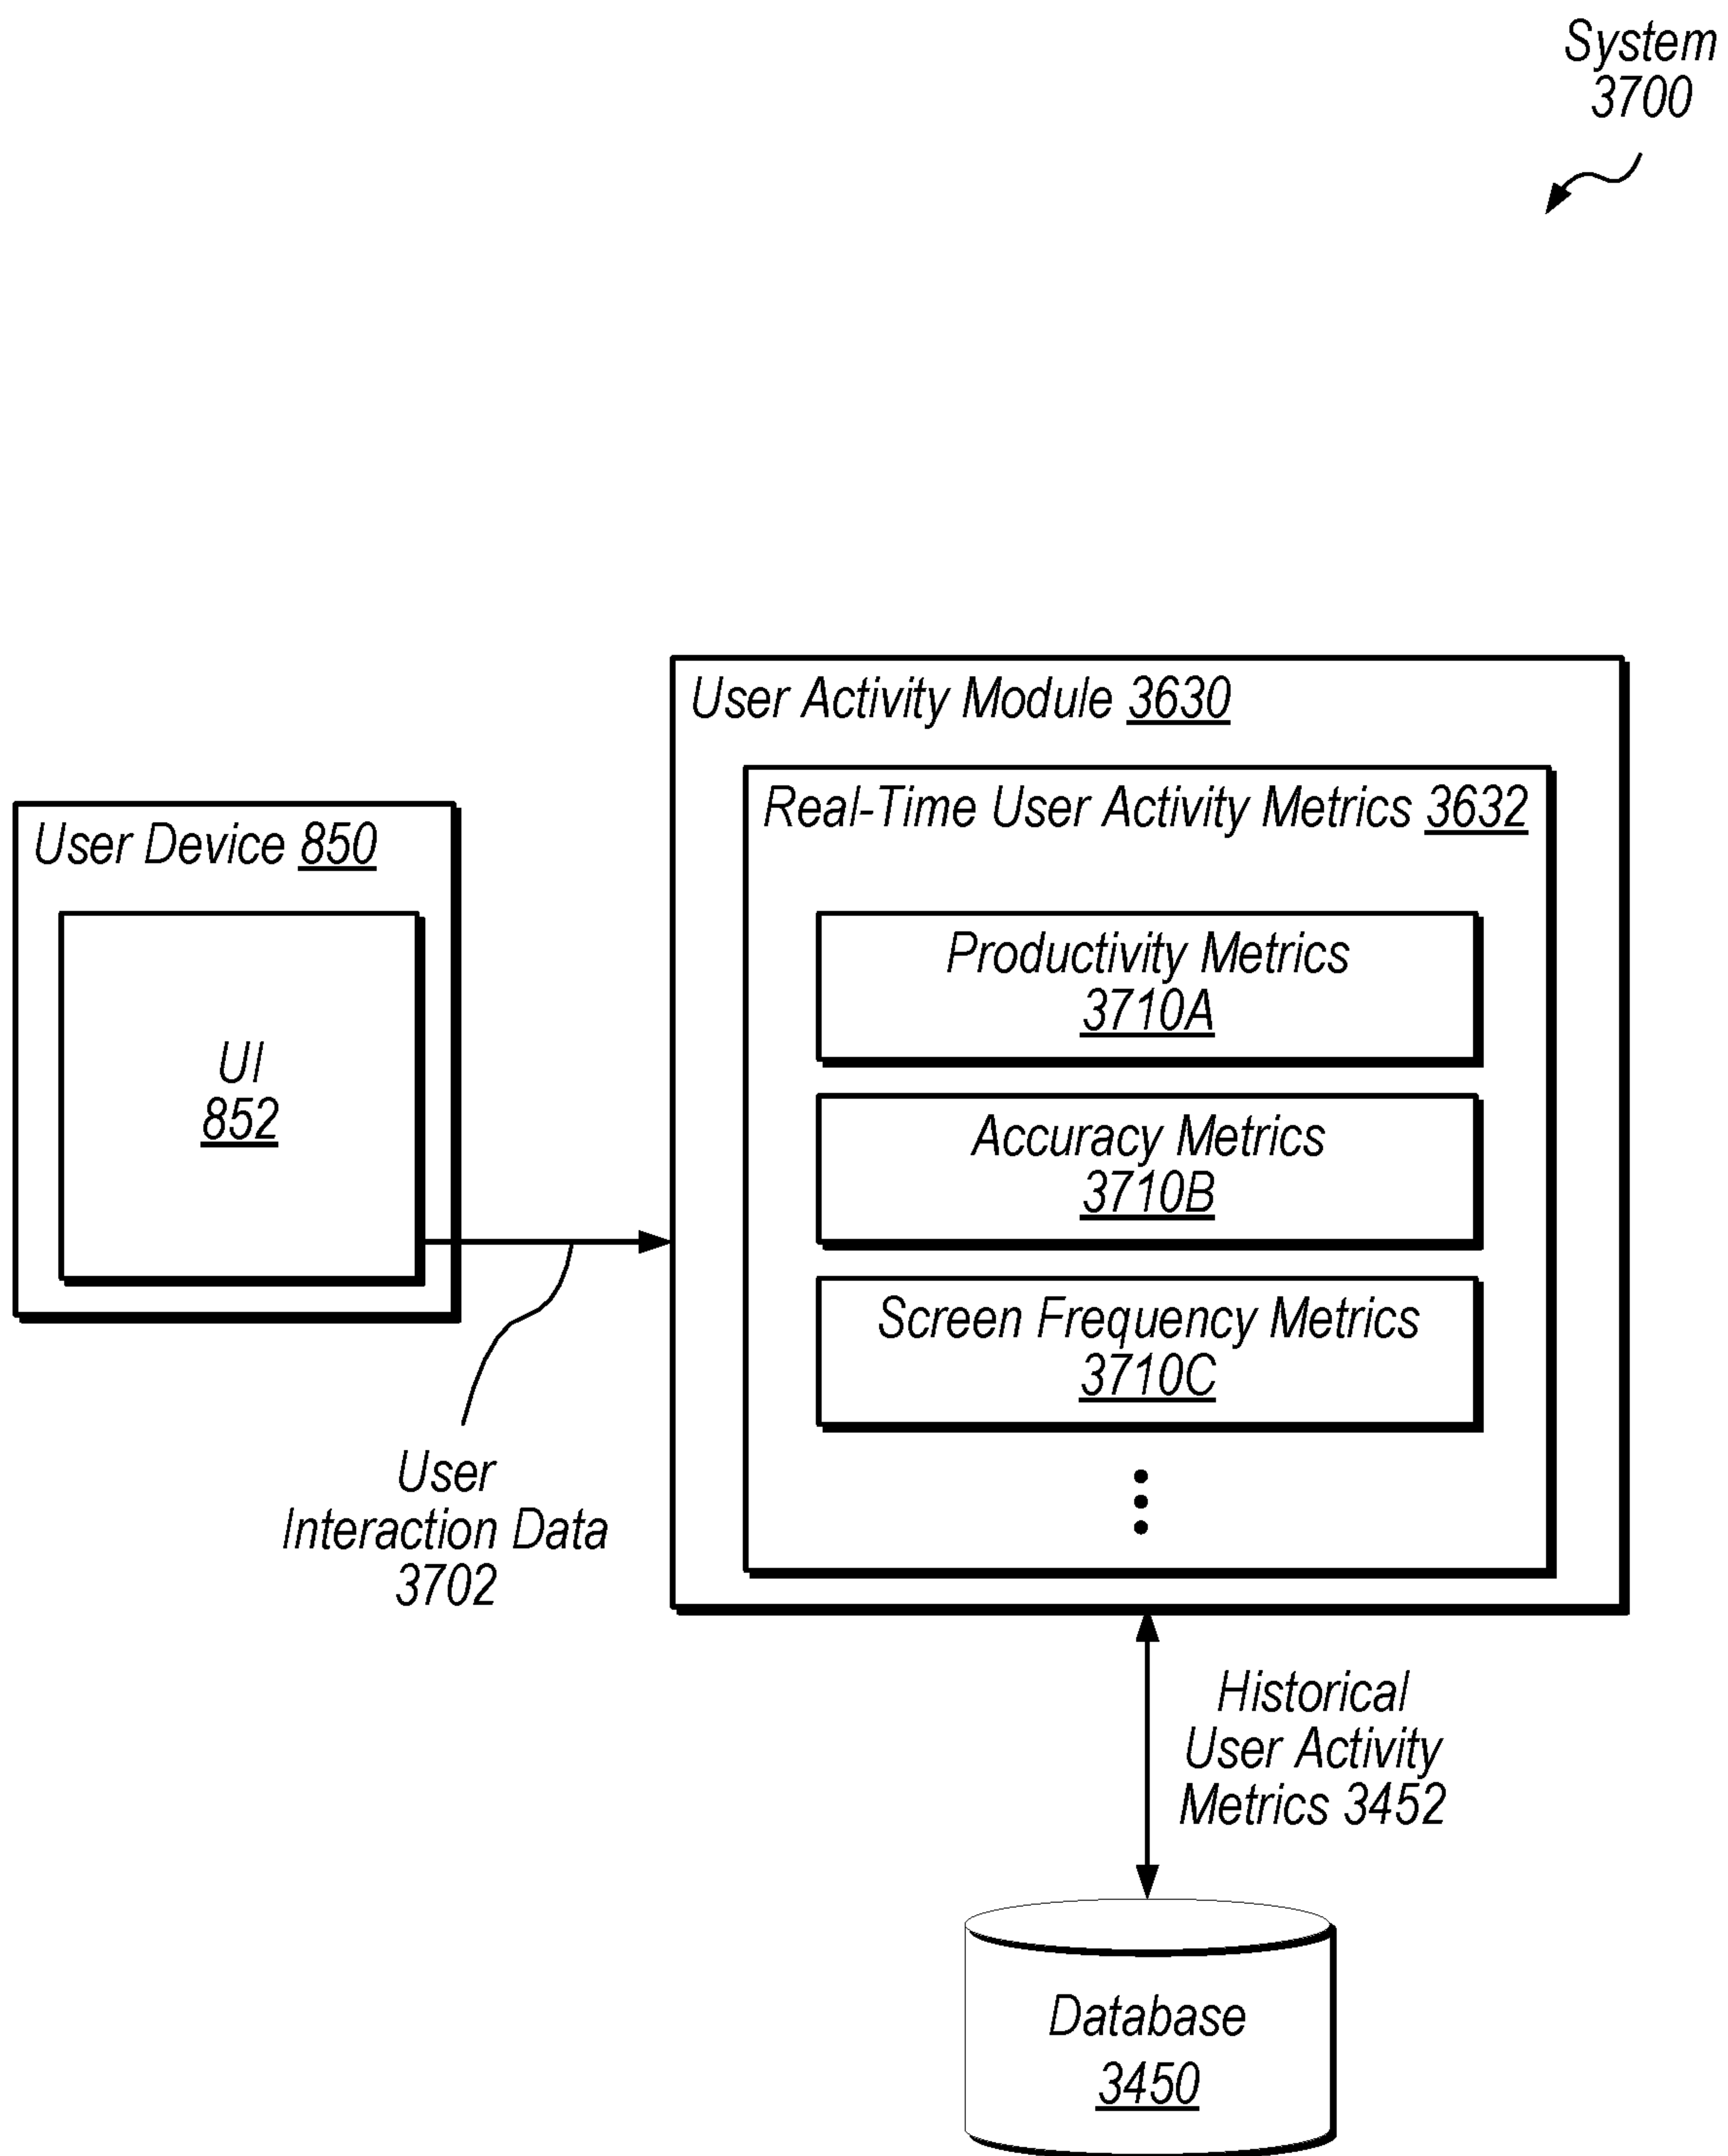 System
3700
User Activity Module 3630
Real-Time User Activity Metrics 3632
User Device 850
Productivity Metrics
3710A
UI
852
Accuracy Metrics
3710B
Screen Frequency Metrics
3710C
User
Interaction Data
3702
Historical
User Activity
Metrics 3452
Database
3450